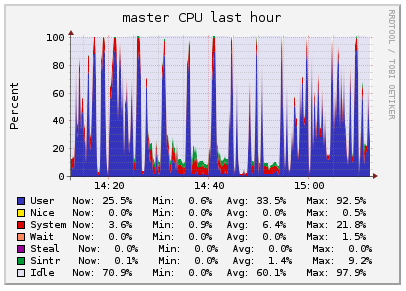 master CPU last hour
RRDTOOL / TOBI OETIKER
Percent
100
80
60
40
20
0
14:20 14:40 15:00
User Now: 25.5% Min: 0.6% Avg: 33.5% Max: 92.5%
Nice Now: 0.0% Min: 0.0% Avg: 0.0% Max: 0.5%
System Now: 3.6% Min: 0.9% Avg: 6.4% Max: 21.8%
Wait Now: 0.0% Min: 0.0% Avg: 0.0% Max: 1.5%
Steal Now: 0.0% Min: 0.0% Avg: 0.0% Max: 0.0%
Sintr Now: 0.1% Min: 0.0% Avg: 1.4% Max: 9.2%
Idle Now: 70.9% Min: 0.0% Avg: 60.1% Max: 97.9%